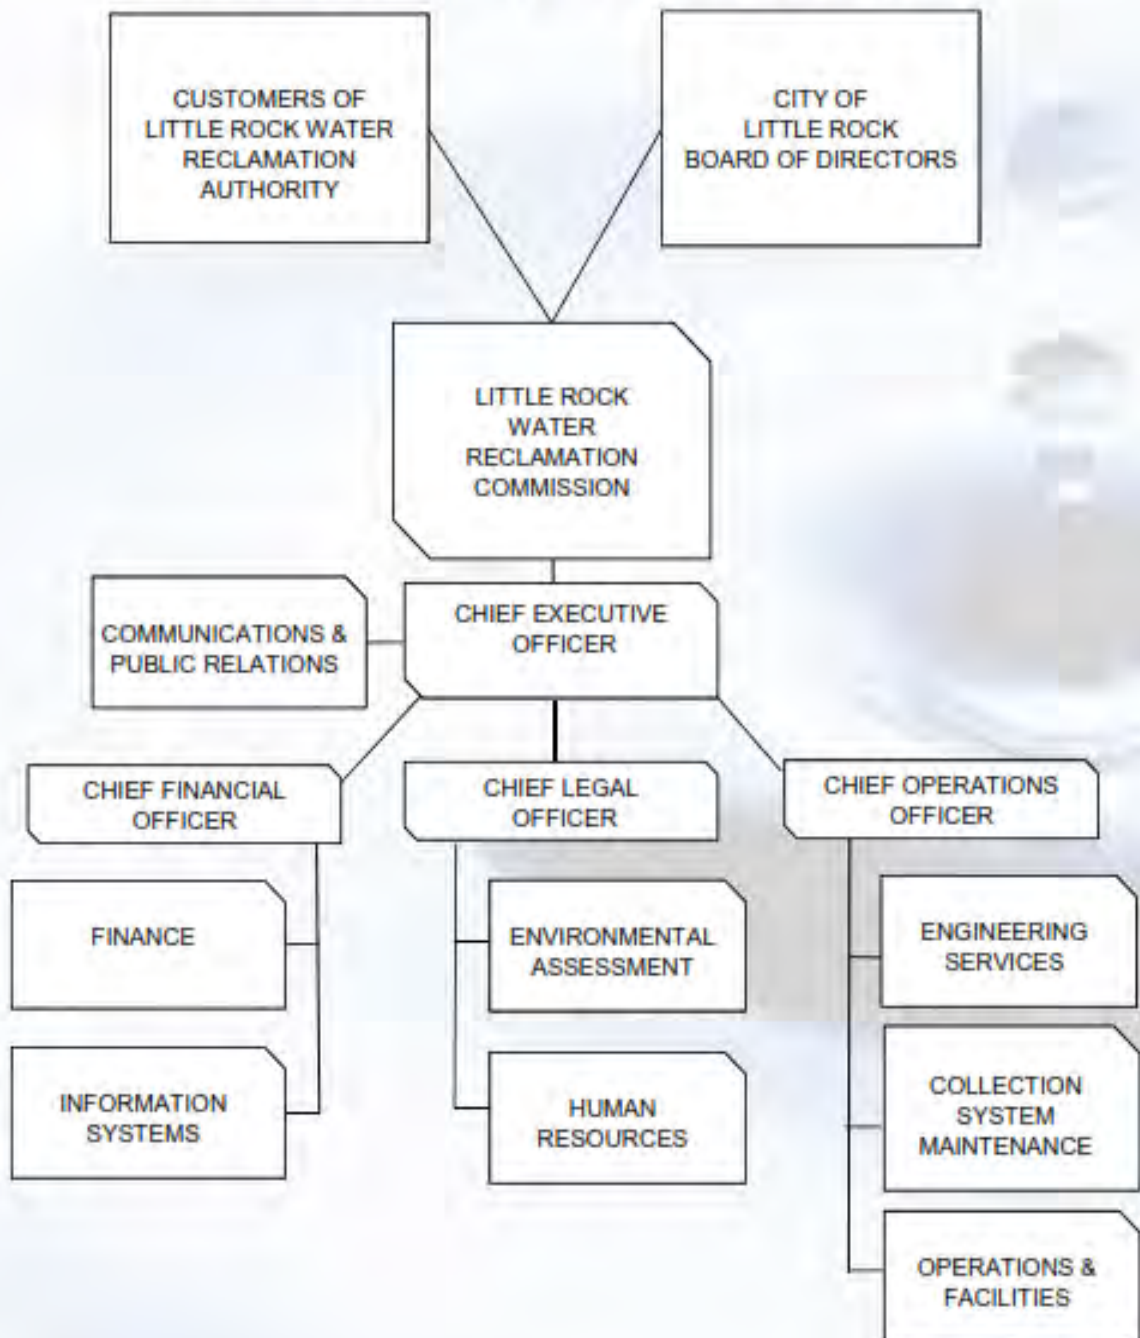 CUSTOMERS OF
LITTLE ROCK WATER
RECLAMATION
AUTHORITY
CITY OF
LITTLE ROCK
BOARD OF DIRECTORS
LITTLE ROCK
WATER
RECLAMATION
COMMISSION
COMMUNICATIONS &
PUBLIC RELATIONS
CHIEF EXECUTIVE
OFFICER
CHIEF FINANCIAL
OFFICER
CHIEF LEGAL
OFFICER
CHIEF OPERATIONS
OFFICER
FINANCE
ENVIRONMENTAL
ASSESSMENT
ENGINEERING
SERVICES
INFORMATION
SYSTEMS
HUMAN
RESOURCES
COLLECTION
SYSTEM
MAINTENANCE
OPERATIONS &
FACILITIES